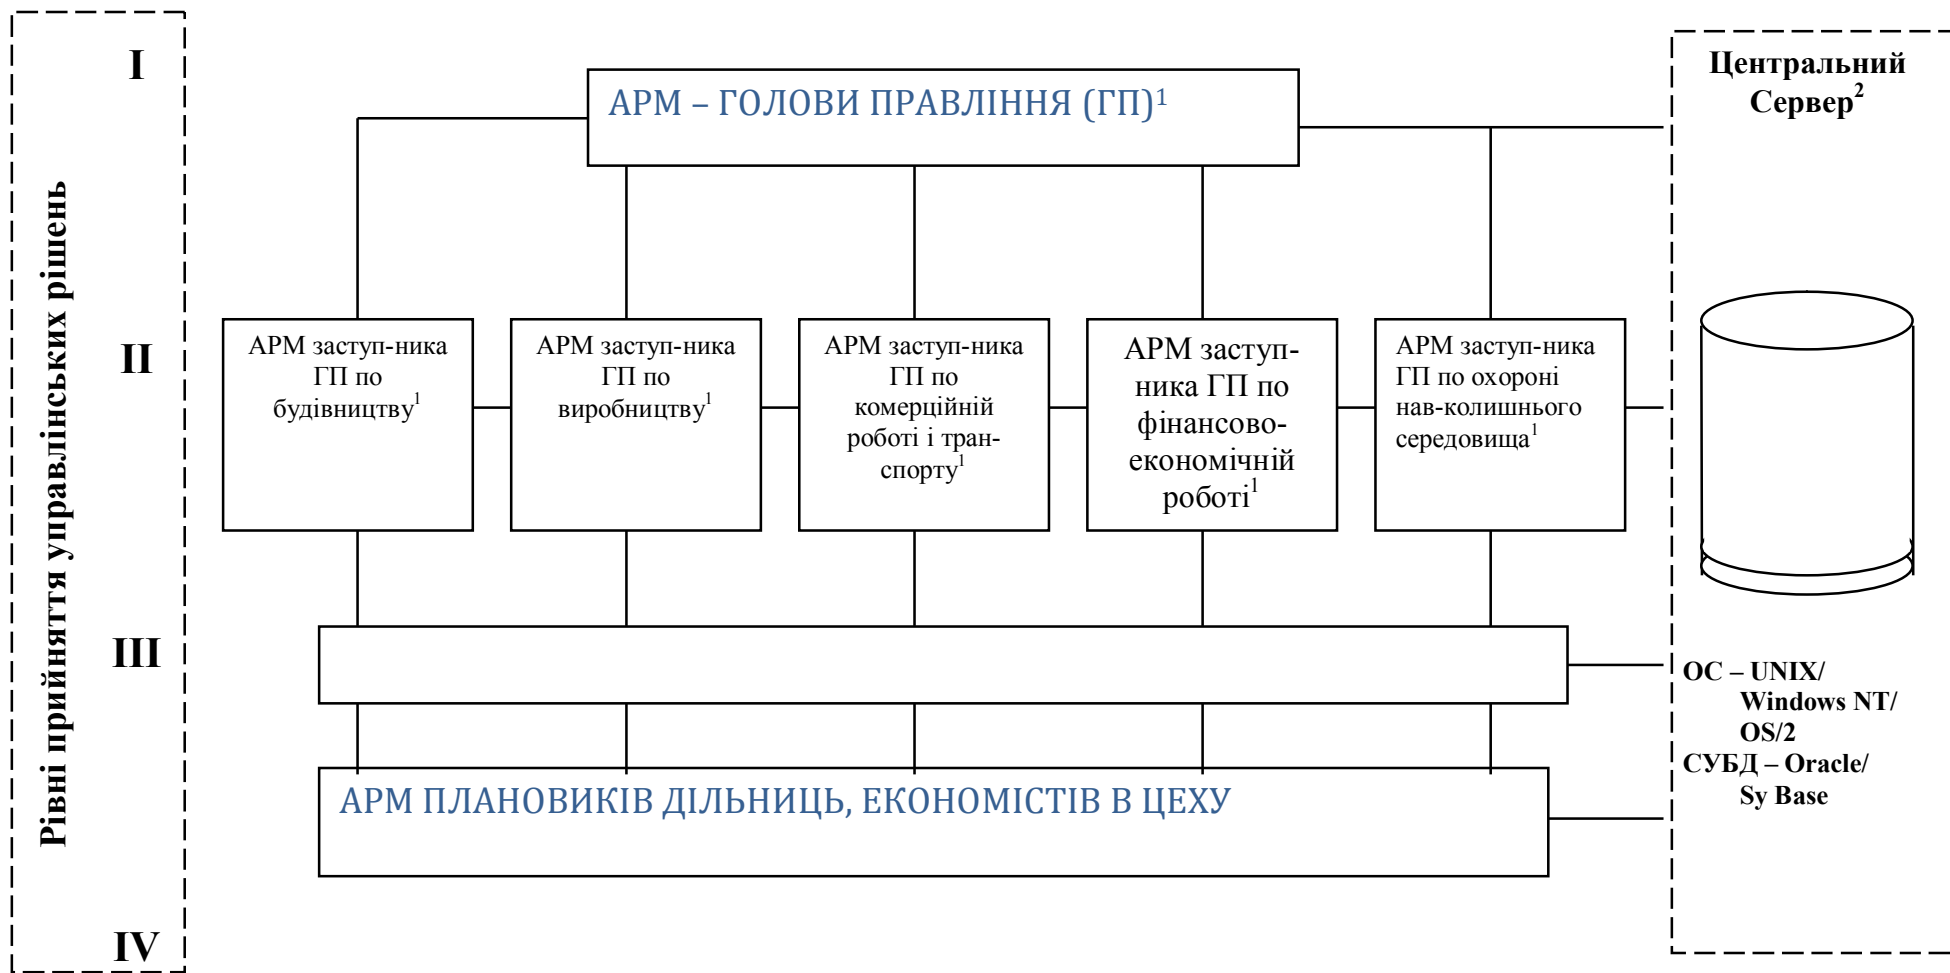 Рівні прийняття управлінських рішень
I
II
III
IV
АРМ – ГОЛОВИ ПРАВЛІННЯ (ГП)¹
АРМ заступ-ника
ГП по
будівництву¹
АРМ заступ-ника
ГП по
виробництву¹
АРМ заступ-ника
ГП по
комерційній
роботі і тран-
спорту¹
АРМ заступ-
ника ГП по
фінансово-
економічній
роботі¹
АРМ заступ-ника
ГП по охороні
нав-колишнього
середовища¹
АРМ ПЛАНОВИКІВ ДІЛЬНИЦЬ, ЕКОНОМІСТІВ В ЦЕХУ
Центральний
Сервер²
ОС – UNIX/
Windows NT/
OS/2
СУБД – Oracle/
Sy Base